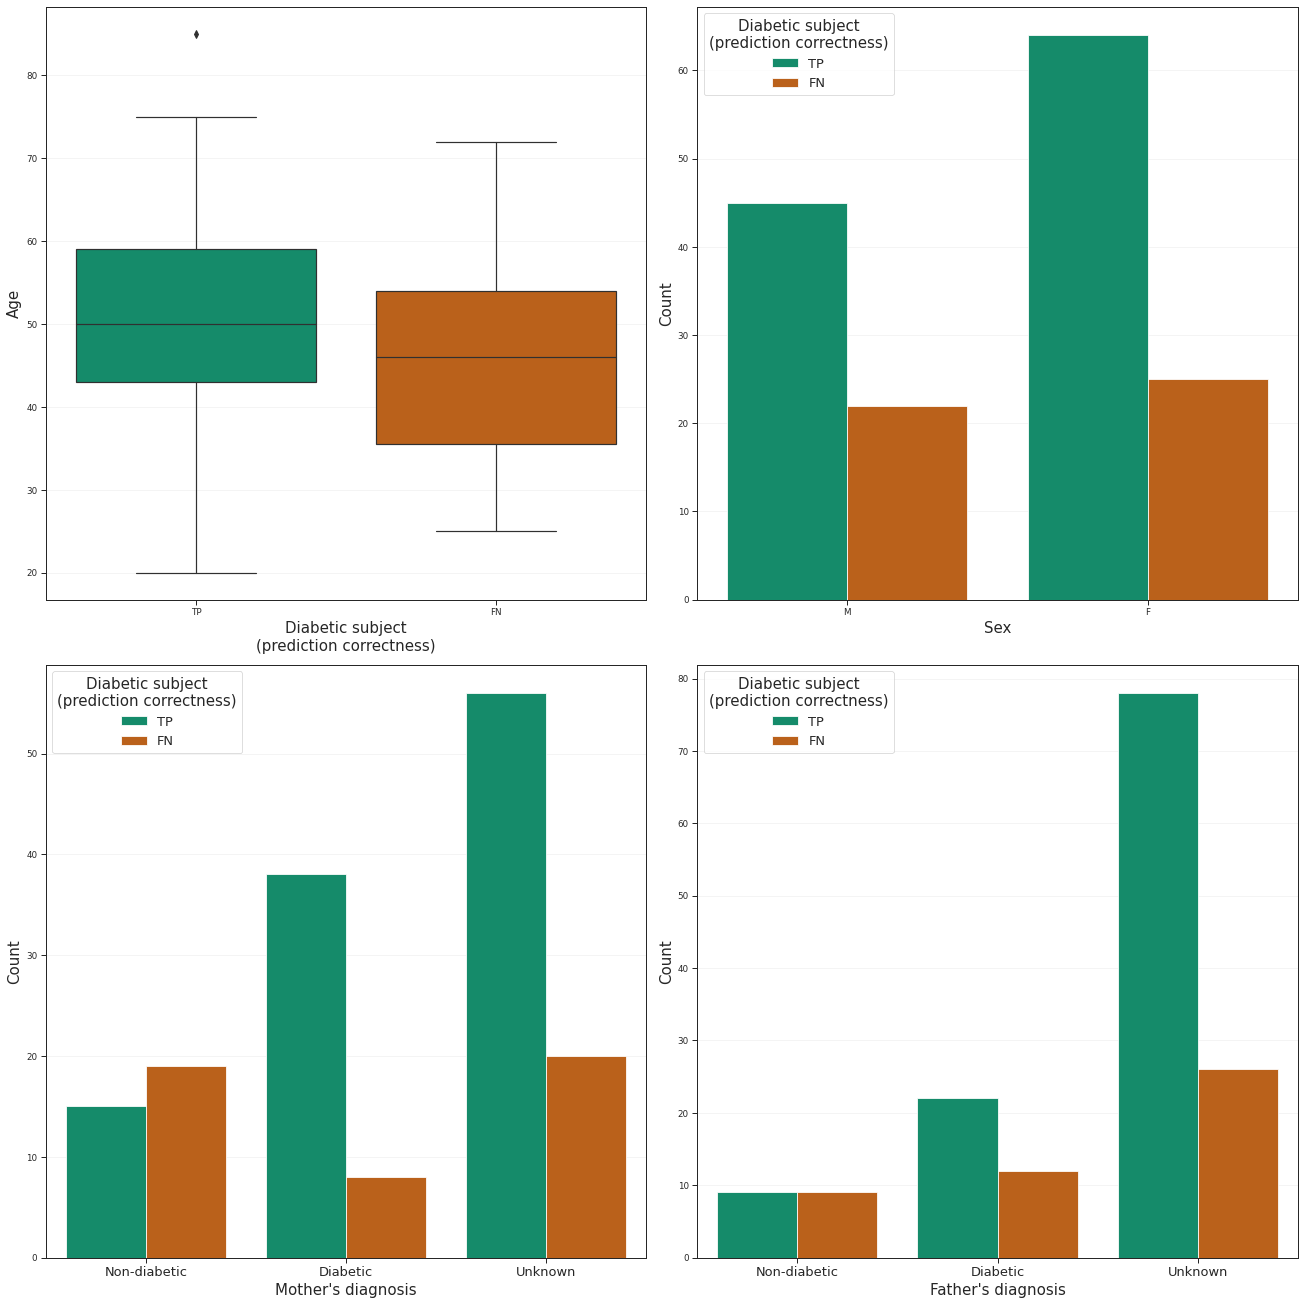 80
70
60
50
40
30
20
Age
TP
FN
Diabetic subject
(prediction correctness)
Diabetic subject
(prediction correctness)
TP
FN
60
50
40
30
20
10
0
Count
M
F
Sex
Diabetic subject
(prediction correctness)
TP
FN
50
40
30
20
10
0
Count
Non-diabetic
Diabetic
Unknown
Mother's diagnosis
Diabetic subject
(prediction correctness)
TP
FN
80
70
60
50
40
30
20
10
0
Count
Non-diabetic
Diabetic
Unknown
Father's diagnosis